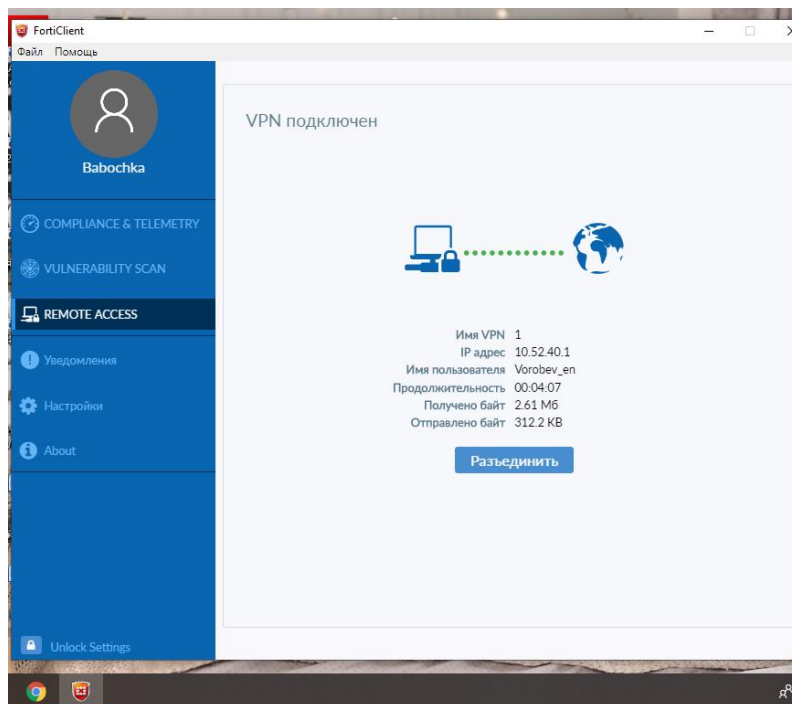 FortiClient
Файл Помощь
Babochka
COMPLIANCE & TELEMETRY
VULNERABILITY SCAN
REMOTE ACCESS
Уведомления
Настройки
About
Unlock Settings
VPN подключен
Имя VPN 1
IP адрес 10.52.40.1
Имя пользователя Vorobev_en
Продолжительность 00:04:07
Получено байт 2.61 Мб
Отправлено байт 312.2 KB
Разъединить